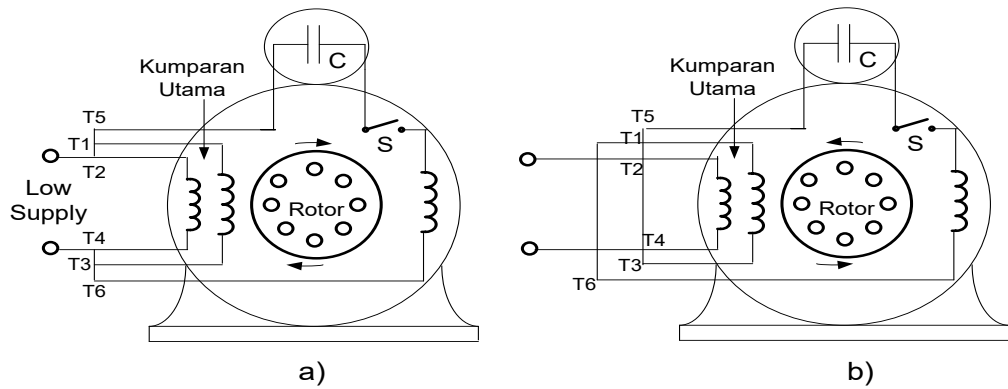 C
Kumparan
Utama
T5
T1
T2
S
Low
Supply
Rotor
T4
T3
T6
a)
C
Kumparan
Utama
T5
T1
T2
S
Rotor
T4
T3
T6
b)